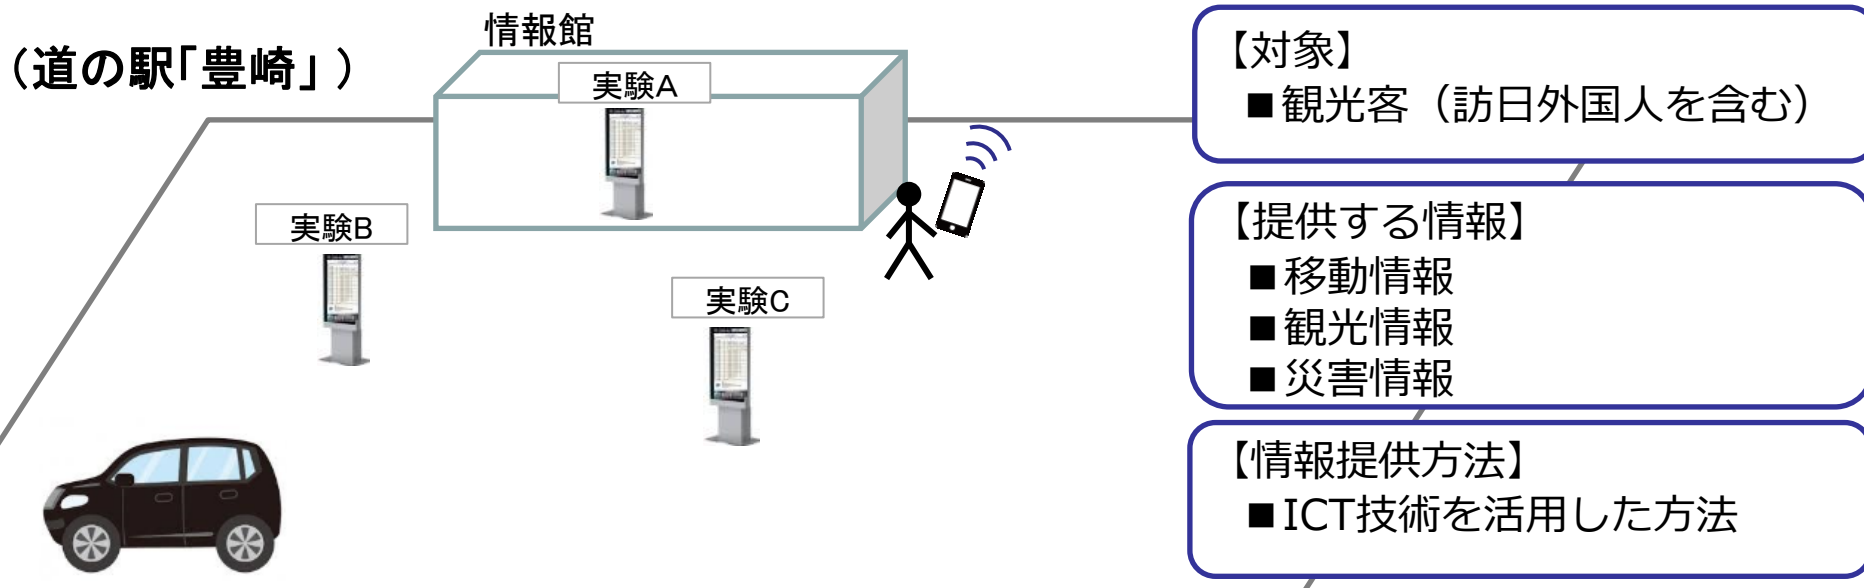 （道の駅「豊崎」）
情報館
実験A
実験B
実験C
【対象】
■観光客（訪日外国人を含む）
【提供する情報】
■移動情報
■観光情報
■災害情報
【情報提供方法】
■ICT技術を活用した方法